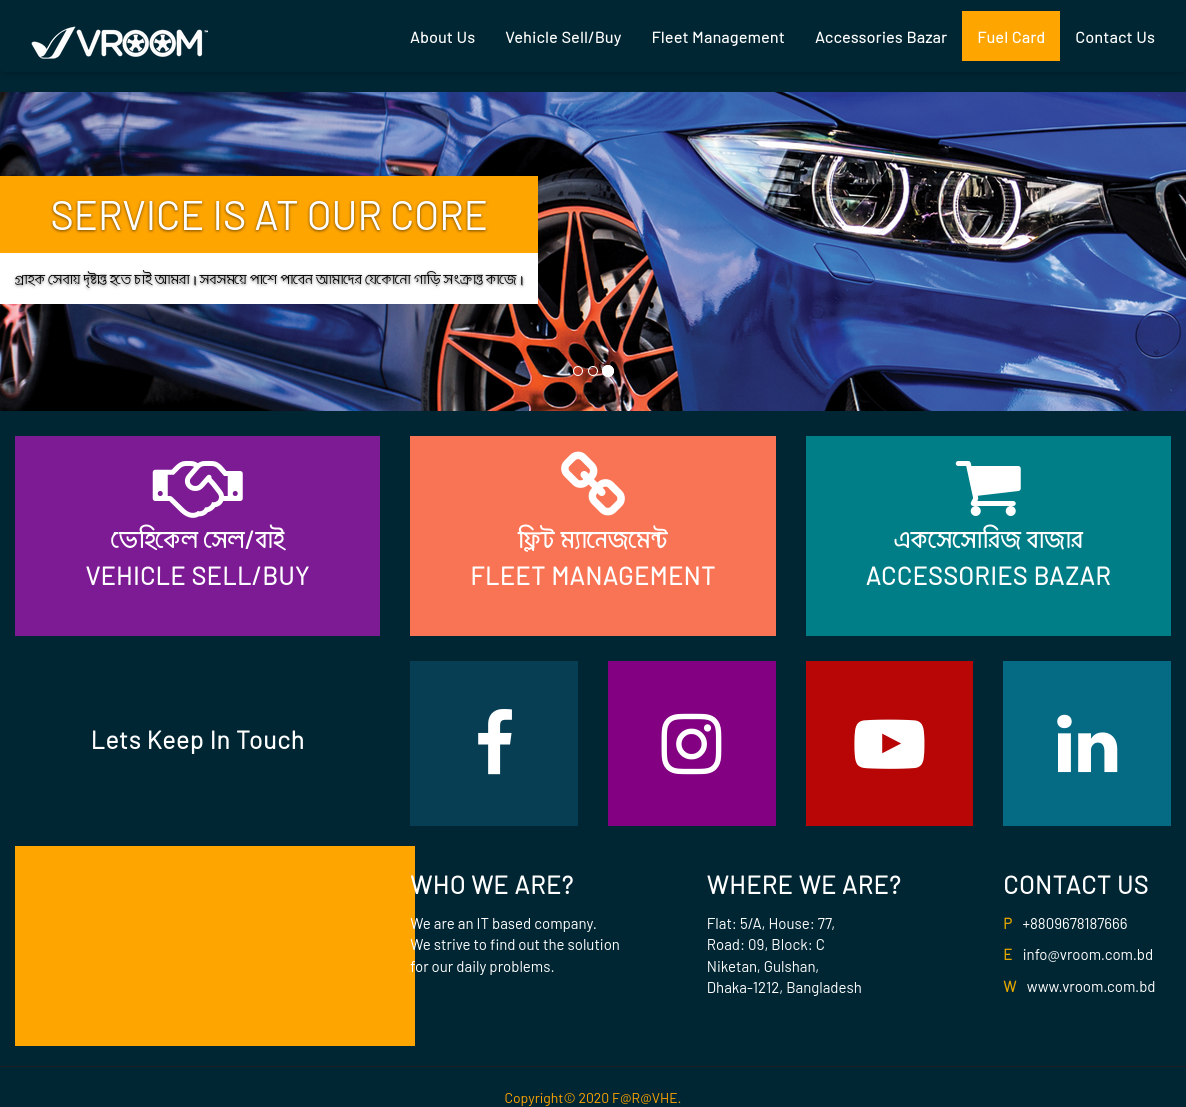 VROOM
About Us
Vehicle Sell/Buy
Fleet Management
Accessories Bazar
Fuel Card
Contact Us
SERVICE IS AT OUR CORE
গ্রাহক সেবায় দৃষ্টান্ত হতে চাই আমরা। সবসময়ে পাশে পাবেন আমাদের যেকোনো গাড়ি সংক্রান্ত কাজে।
ভেহিকেল সেল/বাই
VEHICLE SELL/BUY
ফ্লিট ম্যানেজমেন্ট
FLEET MANAGEMENT
একসেসোরিজ বাজার
ACCESSORIES BAZAR
Lets Keep In Touch
WHO WE ARE?
We are an IT based company.
We strive to find out the solution
for our daily problems.
WHERE WE ARE?
Flat: 5/A, House: 77,
Road: 09, Block: C
Niketan, Gulshan,
Dhaka-1212, Bangladesh
CONTACT US
P +8809678187666
E info@vroom.com.bd
W www.vroom.com.bd
Copyright© 2020 F@R@VHE.